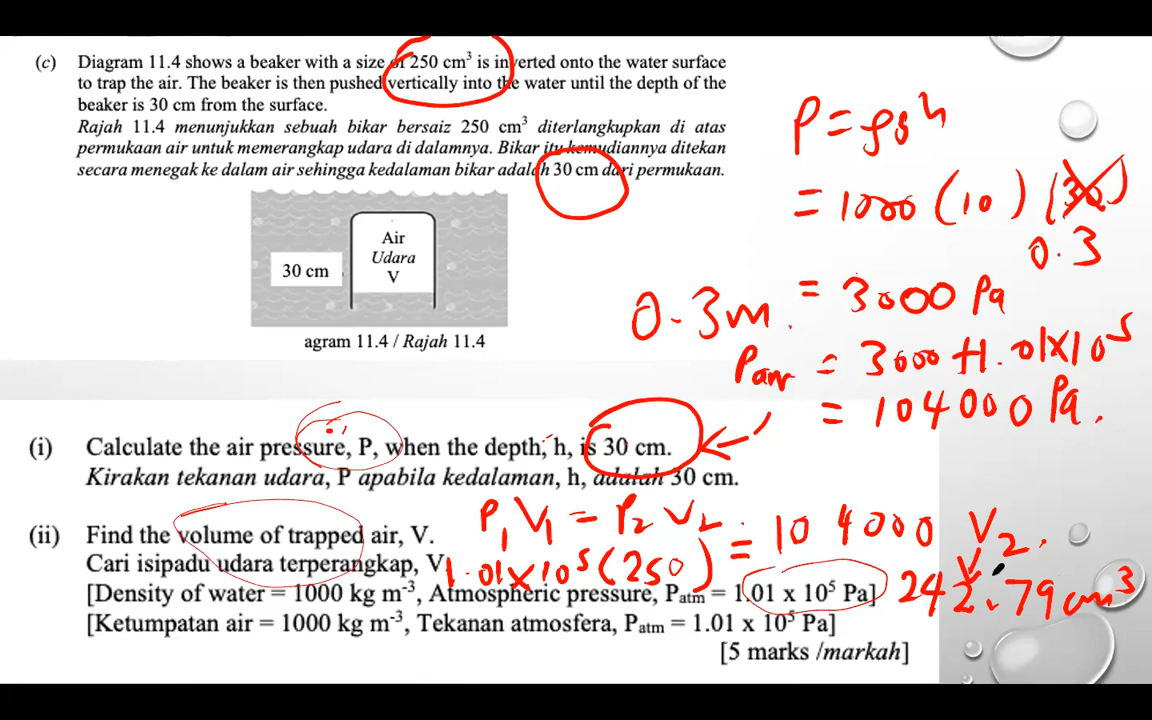 (c) Diagram 11.4 shows a beaker with a size of 250 cm³ is inverted onto the water surface
to trap the air. The beaker is then pushed vertically into the water until the depth of the
beaker is 30 cm from the surface.
Rajah 11.4 menunjukkan sebuah bikar bersaiz 250 cm³ diterlangkupkan di atas
permukaan air untuk memerangkap udara di dalamnya. Bikar itu kemudiannya ditekan
secara menegak ke dalam air sehingga kedalaman bikar adalah 30 cm dari permukaan.
Air
Udara
V
30 cm
agram 11.4 / Rajah 11.4
P = ρgh
= 1000 (10) (30)
0.3
= 3000 Pa
0.3m.
Pair = 3000 + 1.01x10⁵
= 104000 Pa.
(i) Calculate the air pressure, P, when the depth, h, is 30 cm.
Kirakan tekanan udara, P apabila kedalaman, h, adalah 30 cm.
(ii) Find the volume of trapped air, V.
P₁V₁ = P₂V₂
Cari isipadu udara terperangkap, V
1.01x10⁵(250) = 104000 V₂.
V = 242.79 cm³
[Density of water = 1000 kg m⁻³, Atmospheric pressure, Patm = 1.01 x 10⁵ Pa]
[Ketumpatan air = 1000 kg m⁻³, Tekanan atmosfera, Patm = 1.01 x 10⁵ Pa]
[5 marks /markah]